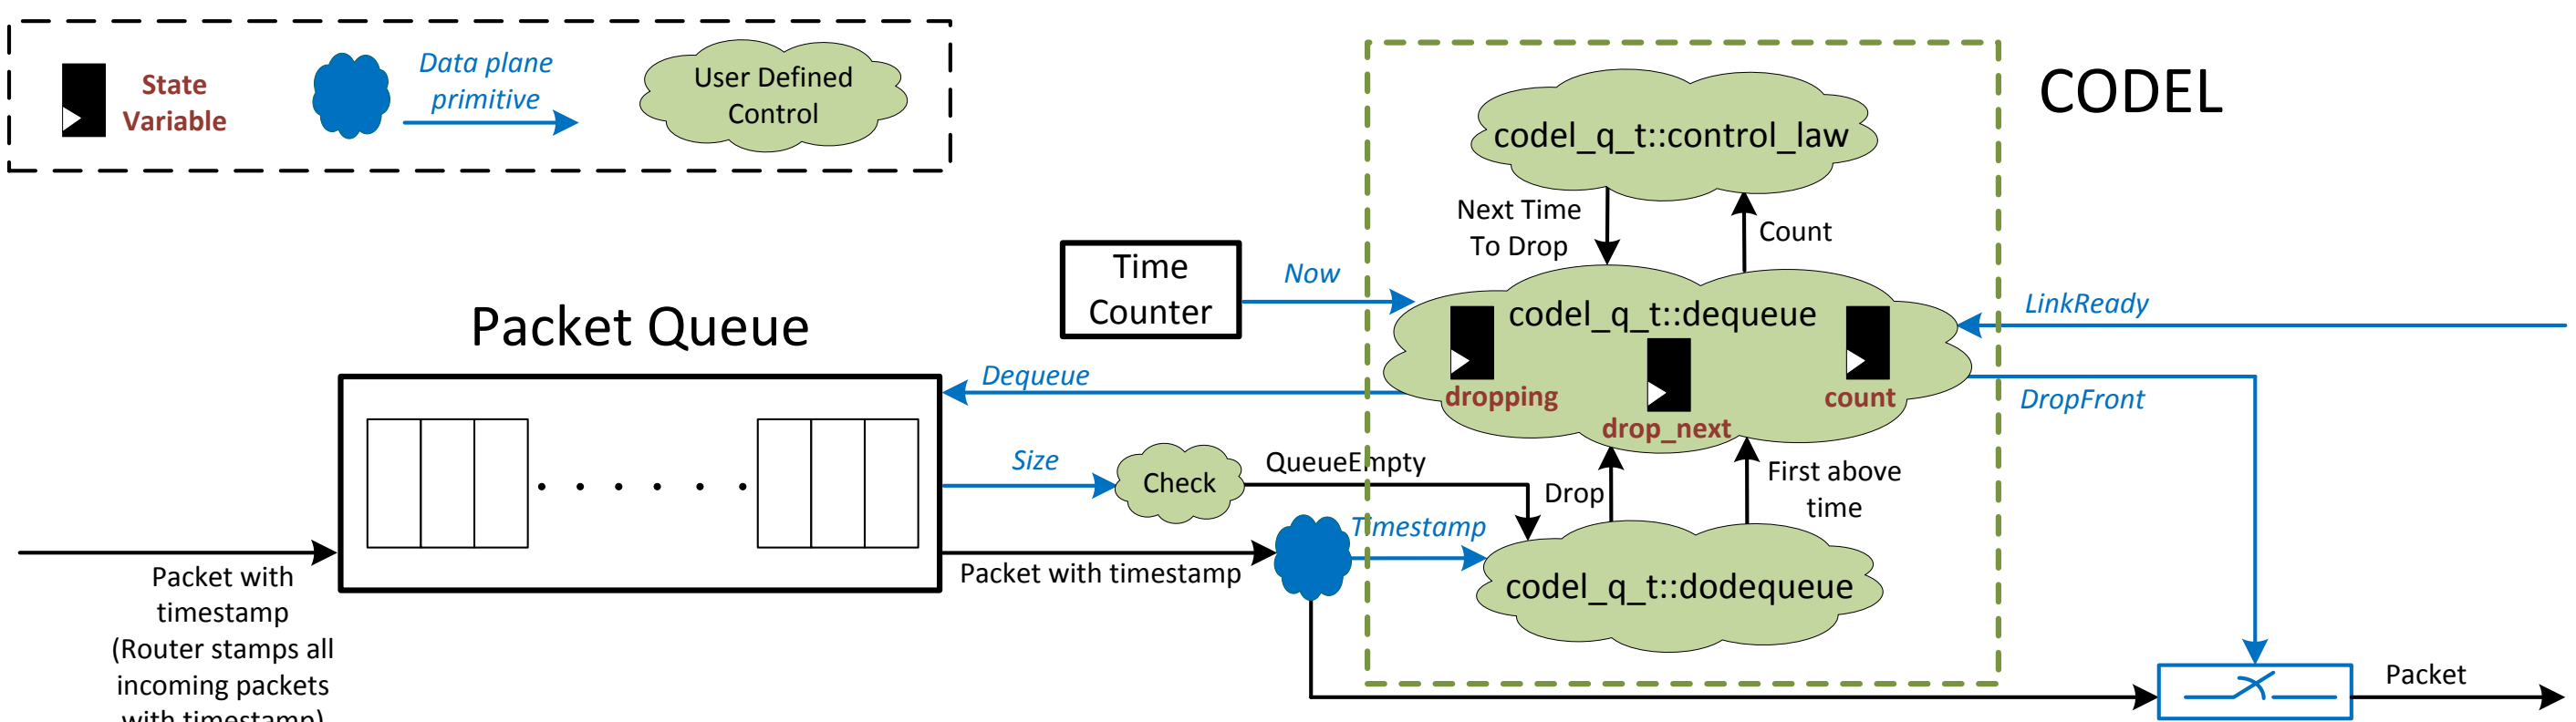 State
Variable
Data plane
primitive
User Defined
Control
CODEL
codel_q_t::control_law
Next Time
To Drop
Count
Time
Counter
Now
codel_q_t::dequeue
LinkReady
Packet Queue
Dequeue
dropping
drop_next
count
DropFront
Size
Check
QueueEmpty
Drop
First above
time
Timestamp
Packet with timestamp
codel_q_t::dodequeue
Packet with
timestamp
(Router stamps all
incoming packets
with timestamp)
Packet